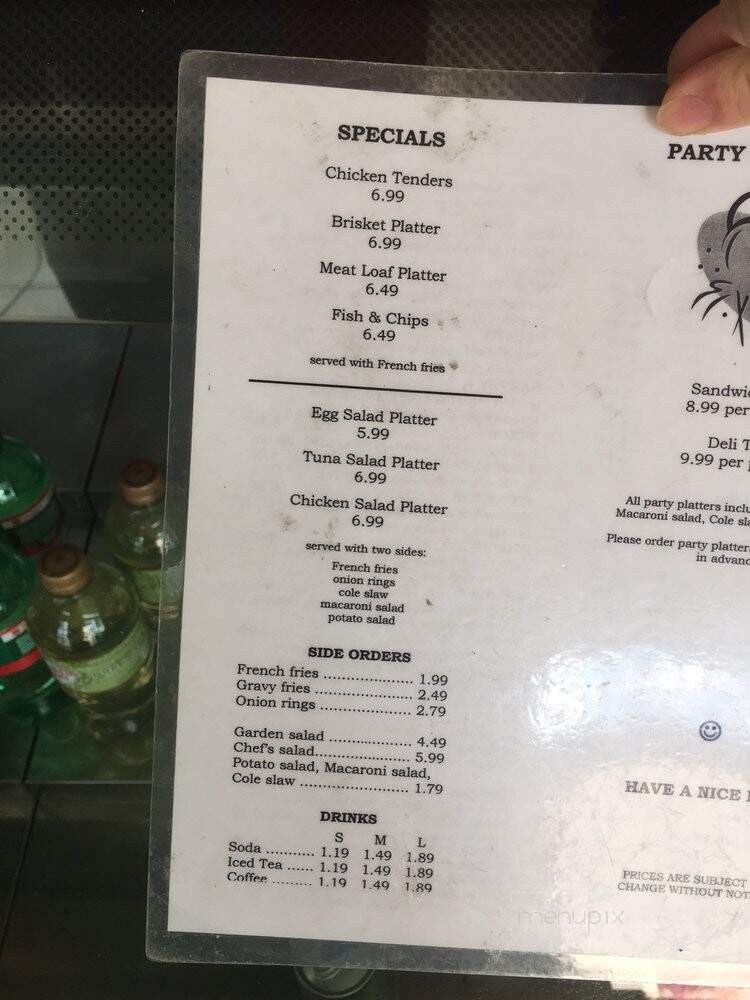 SPECIALS
Chicken Tenders
6.99
Brisket Platter
6.99
Meat Loaf Platter
6.49
Fish & Chips
6.49
served with French fries
Egg Salad Platter
5.99
Tuna Salad Platter
6.99
Chicken Salad Platter
6.99
served with two sides:
French fries
onion rings
cole slaw
macaroni salad
potato salad
SIDE ORDERS
French fries ..................... 1.99
Gravy fries ....................... 2.49
Onion rings ...................... 2.79
Garden salad .................... 4.49
Chef's salad....................... 5.99
Potato salad, Macaroni salad,
Cole slaw .......................... 1.79
DRINKS
S M L
Soda ............ 1.19 1.49 1.89
Iced Tea ...... 1.19 1.49 1.89
Coffee ......... 1.19 1.49 1.89
PARTY
8.99 per
Deli
9.99 per
All party platters
Macaroni salad, Cole
Please order party
in
HAVE A NICE
PRICES ARE SUBJECT
CHANGE WITHOUT
menupix